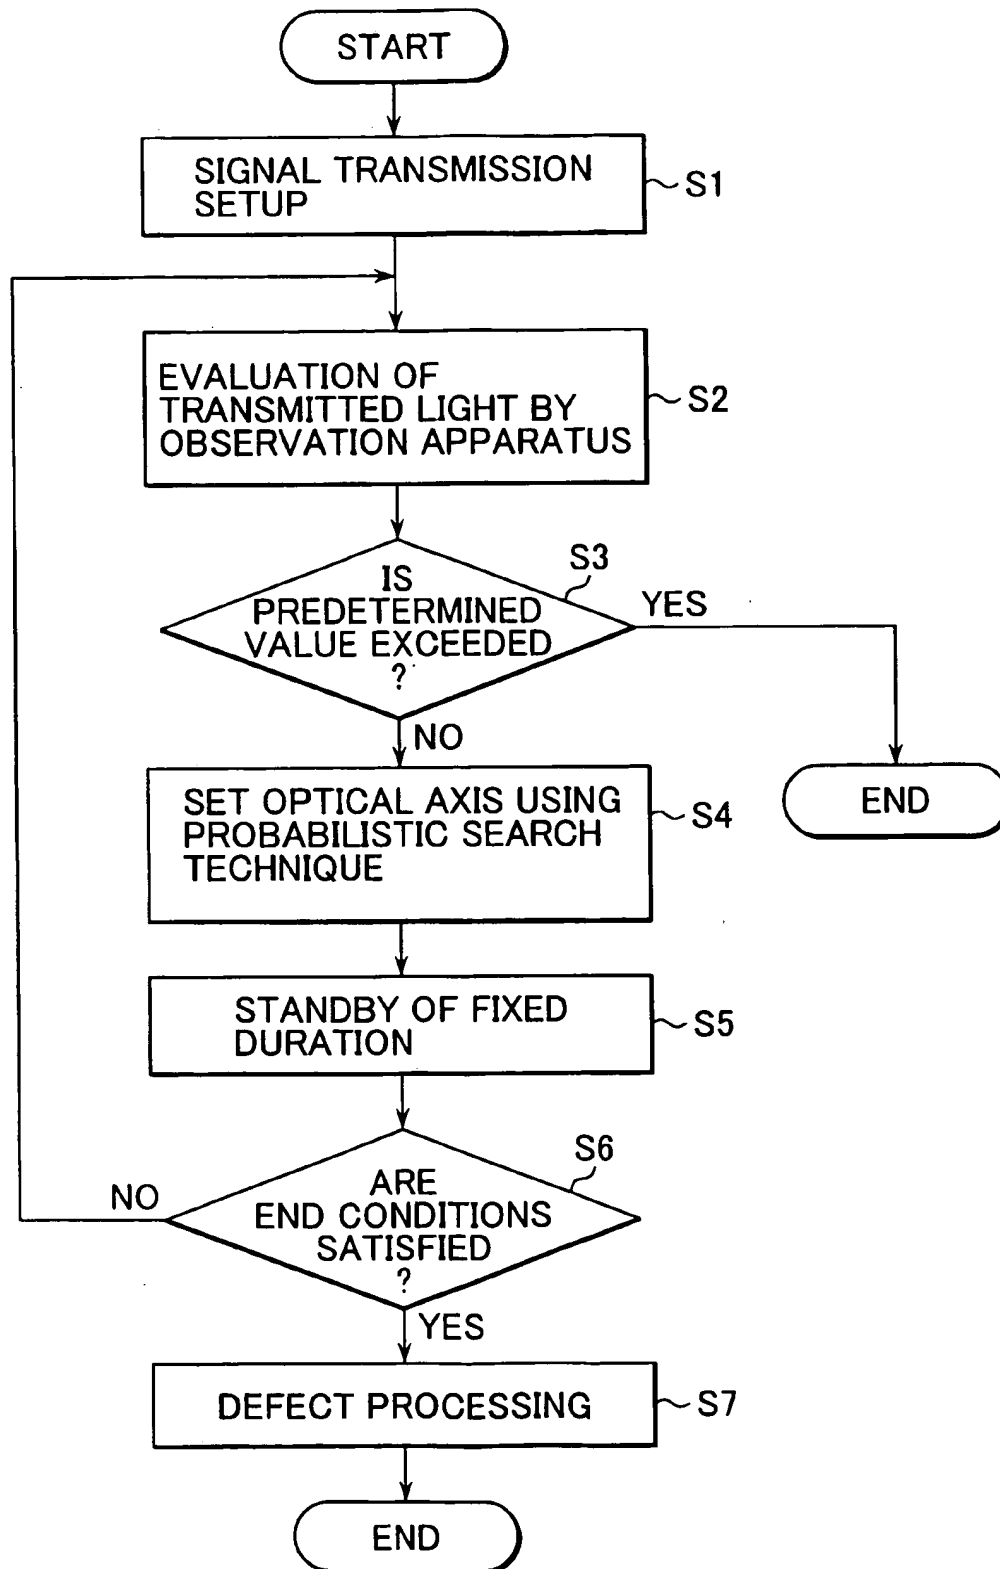 START
SIGNAL TRANSMISSION
SETUP
S1
EVALUATION OF
TRANSMITTED LIGHT BY
OBSERVATION APPARATUS
S2
S3
IS
PREDETERMINED
VALUE EXCEEDED
?
YES
NO
END
SET OPTICAL AXIS USING
PROBABILISTIC SEARCH
TECHNIQUE
S4
STANDBY OF FIXED
DURATION
S5
S6
NO
ARE
END CONDITIONS
SATISFIED
?
YES
DEFECT PROCESSING
S7
END